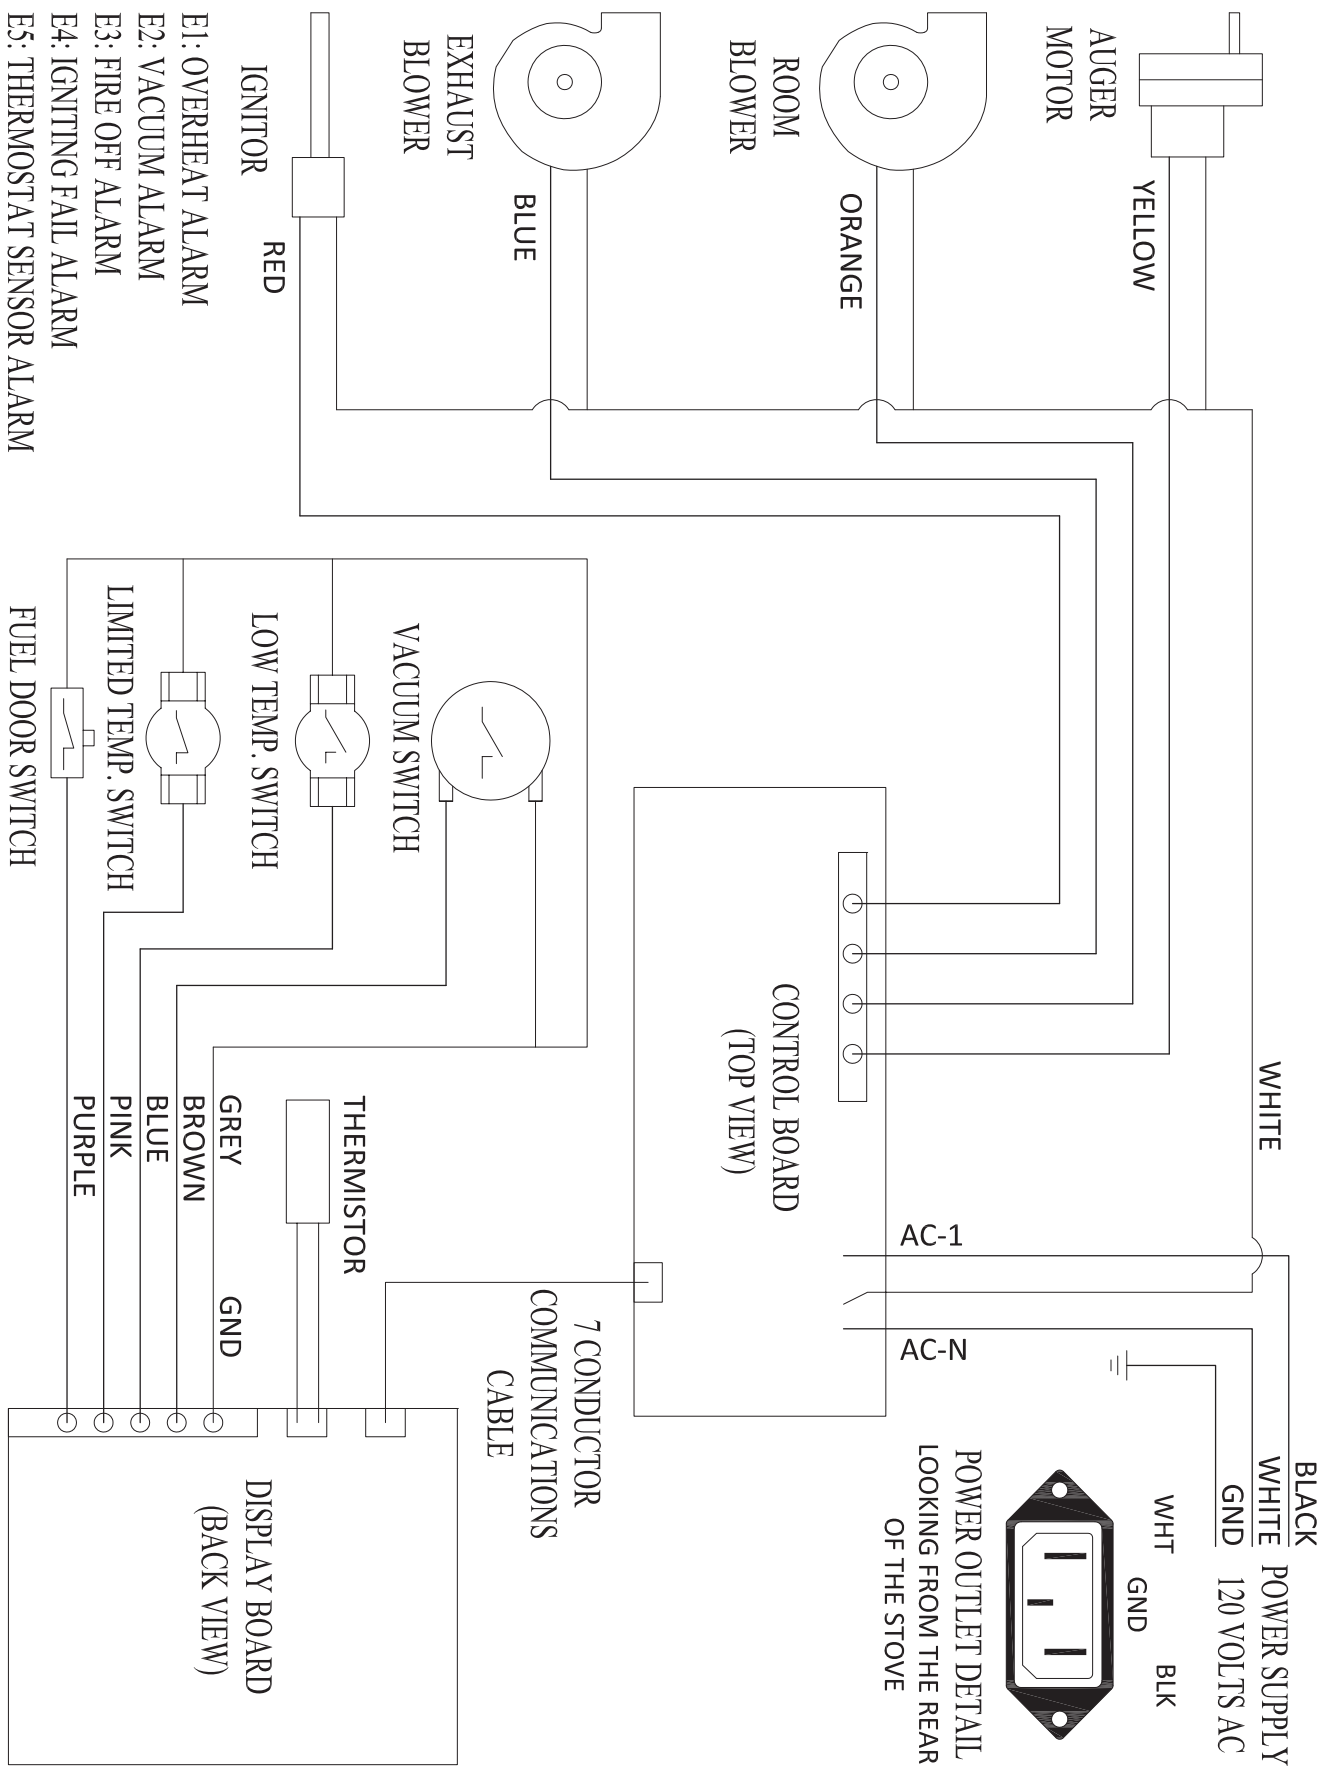 AUGER
MOTOR
YELLOW
ROOM
BLOWER
ORANGE
EXHAUST
BLOWER
BLUE
IGNITOR
RED
E1: OVERHEAT ALARM
E2: VACUUM ALARM
E3: FIRE OFF ALARM
E4: IGNITING FAIL ALARM
E5: THERMOSTAT SENSOR ALARM
WHITE
CONTROL BOARD
(TOP VIEW)
AC-1
AC-N
VACUUM SWITCH
LOW TEMP. SWITCH
LIMITED TEMP. SWITCH
FUEL DOOR SWITCH
THERMISTOR
GREY
GND
BROWN
BLUE
PINK
PURPLE
7 CONDUCTOR
COMMUNICATIONS
CABLE
DISPLAY BOARD
(BACK VIEW)
BLACK
WHITE
GND
POWER SUPPLY
120 VOLTS AC
WHT
GND
BLK
POWER OUTLET DETAIL
LOOKING FROM THE REAR
OF THE STOVE